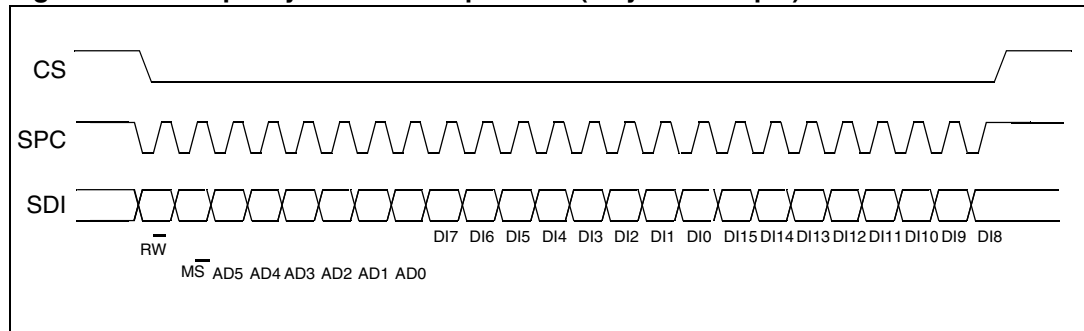 CS
SPC
SDI
DI7 DI6 DI5 DI4 DI3 DI2 DI1 DI0 DI15 DI14 DI13 DI12 DI11 DI10 DI9 DI8
RW
MS AD5 AD4 AD3 AD2 AD1 AD0